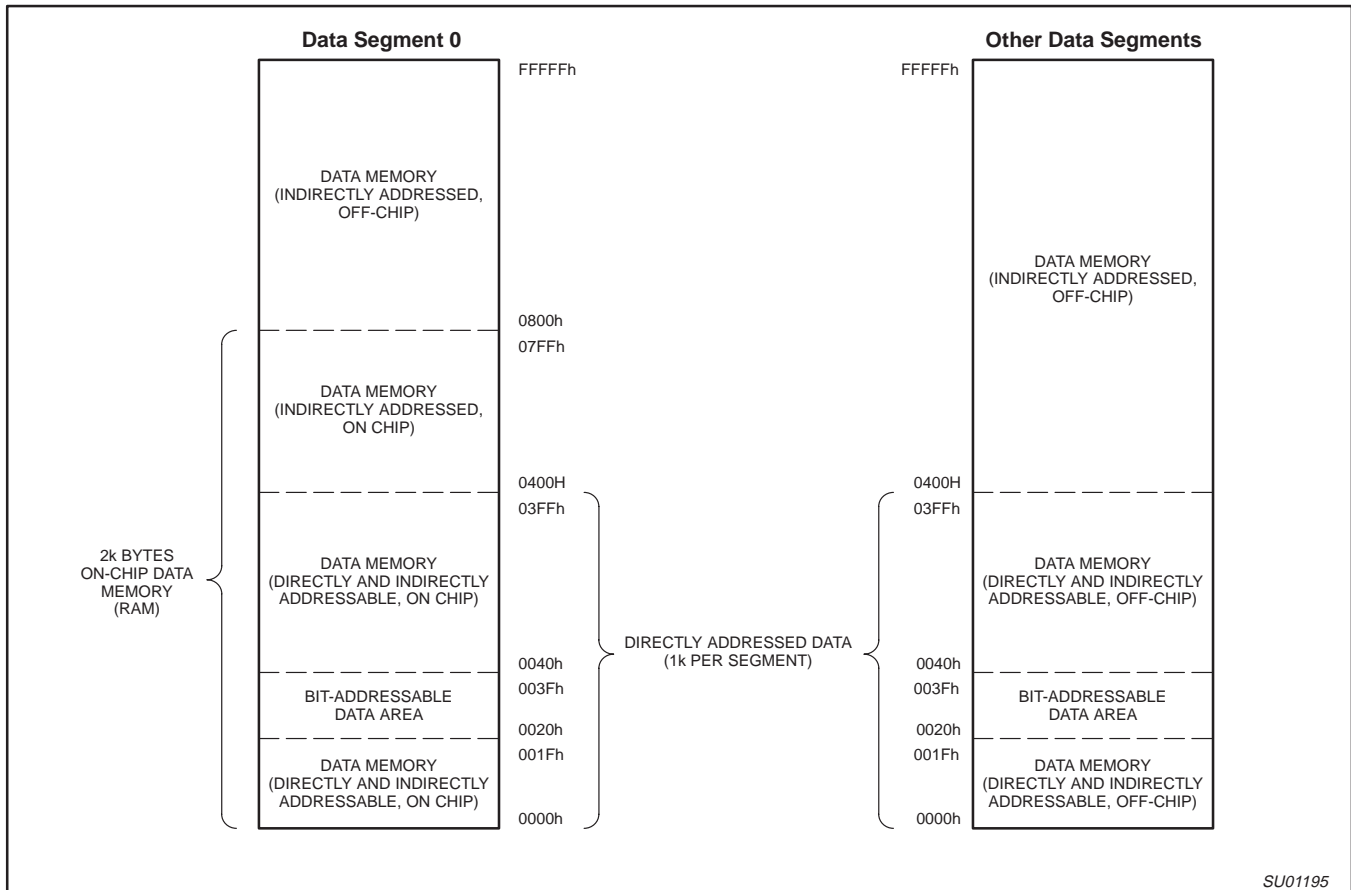 Data Segment 0
FFFFFh
DATA MEMORY
(INDIRECTLY ADDRESSED,
OFF-CHIP)
0800h
07FFh
DATA MEMORY
(INDIRECTLY ADDRESSED,
ON CHIP)
0400H
03FFh
2k BYTES
ON-CHIP DATA
MEMORY
(RAM)
DATA MEMORY
(DIRECTLY AND INDIRECTLY
ADDRESSABLE, ON CHIP)
0040h
003Fh
BIT-ADDRESSABLE
DATA AREA
0020h
001Fh
DATA MEMORY
(DIRECTLY AND INDIRECTLY
ADDRESSABLE, ON CHIP)
0000h
DIRECTLY ADDRESSED DATA
(1k PER SEGMENT)
Other Data Segments
FFFFFh
DATA MEMORY
(INDIRECTLY ADDRESSED,
OFF-CHIP)
0400H
03FFh
DATA MEMORY
(DIRECTLY AND INDIRECTLY
ADDRESSABLE, OFF-CHIP)
0040h
003Fh
BIT-ADDRESSABLE
DATA AREA
0020h
001Fh
DATA MEMORY
(DIRECTLY AND INDIRECTLY
ADDRESSABLE, OFF-CHIP)
0000h
SU01195